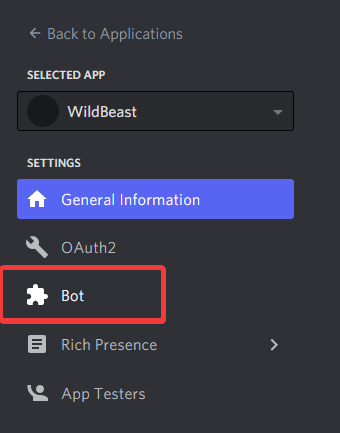 Back to Applications
SELECTED APP
WildBeast
SETTINGS
General Information
OAuth2
Bot
Rich Presence
App Testers